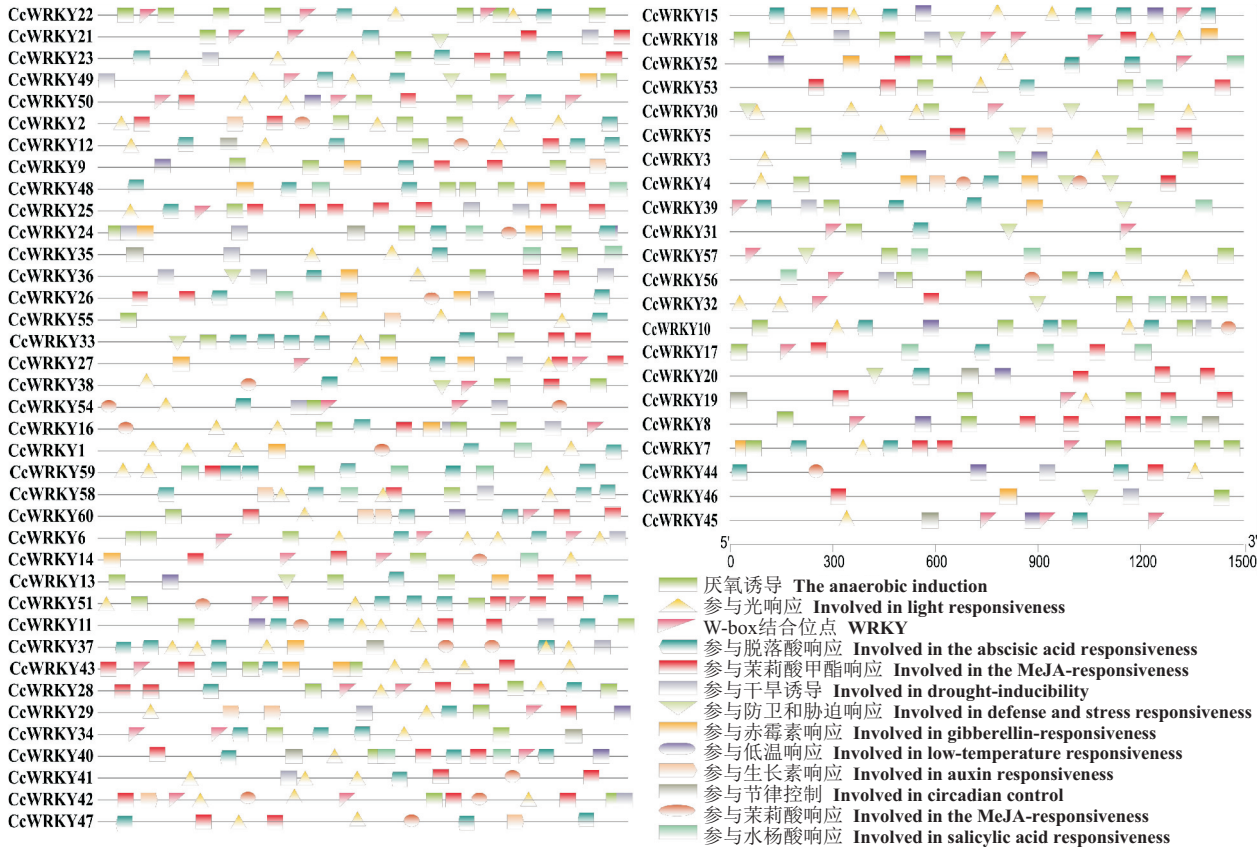 CcWRKY22
CcWRKY21
CcWRKY23
CcWRKY49
CcWRKY50
CcWRKY2
CcWRKY12
CcWRKY9
CcWRKY48
CcWRKY25
CcWRKY24
CcWRKY35
CcWRKY36
CcWRKY26
CcWRKY55
CcWRKY33
CcWRKY27
CcWRKY38
CcWRKY54
CcWRKY16
CcWRKY1
CcWRKY59
CcWRKY58
CcWRKY60
CcWRKY6
CcWRKY14
CcWRKY13
CcWRKY51
CcWRKY11
CcWRKY37
CcWRKY43
CcWRKY28
CcWRKY29
CcWRKY34
CcWRKY40
CcWRKY41
CcWRKY42
CcWRKY47
CcWRKY15
CcWRKY18
CcWRKY52
CcWRKY53
CcWRKY30
CcWRKY5
CcWRKY3
CcWRKY4
CcWRKY39
CcWRKY31
CcWRKY57
CcWRKY56
CcWRKY32
CcWRKY10
CcWRKY17
CcWRKY20
CcWRKY19
CcWRKY8
CcWRKY7
CcWRKY44
CcWRKY46
CcWRKY45
5' 3'
0 300 600 900 1200 1500
厌氧诱导 The anaerobic induction
参与光响应 Involved in light responsiveness
W-box结合位点 WRKY
参与脱落酸响应 Involved in the abscisic acid responsiveness
参与茉莉酸甲酯响应 Involved in the MeJA-responsiveness
参与干旱诱导 Involved in drought-inducibility
参与防卫和胁迫响应 Involved in defense and stress responsiveness
参与赤霉素响应 Involved in gibberellin-responsiveness
参与低温响应 Involved in low-temperature responsiveness
参与生长素响应 Involved in auxin responsiveness
参与节律控制 Involved in circadian control
参与茉莉酸响应 Involved in the MeJA-responsiveness
参与水杨酸响应 Involved in salicylic acid responsiveness